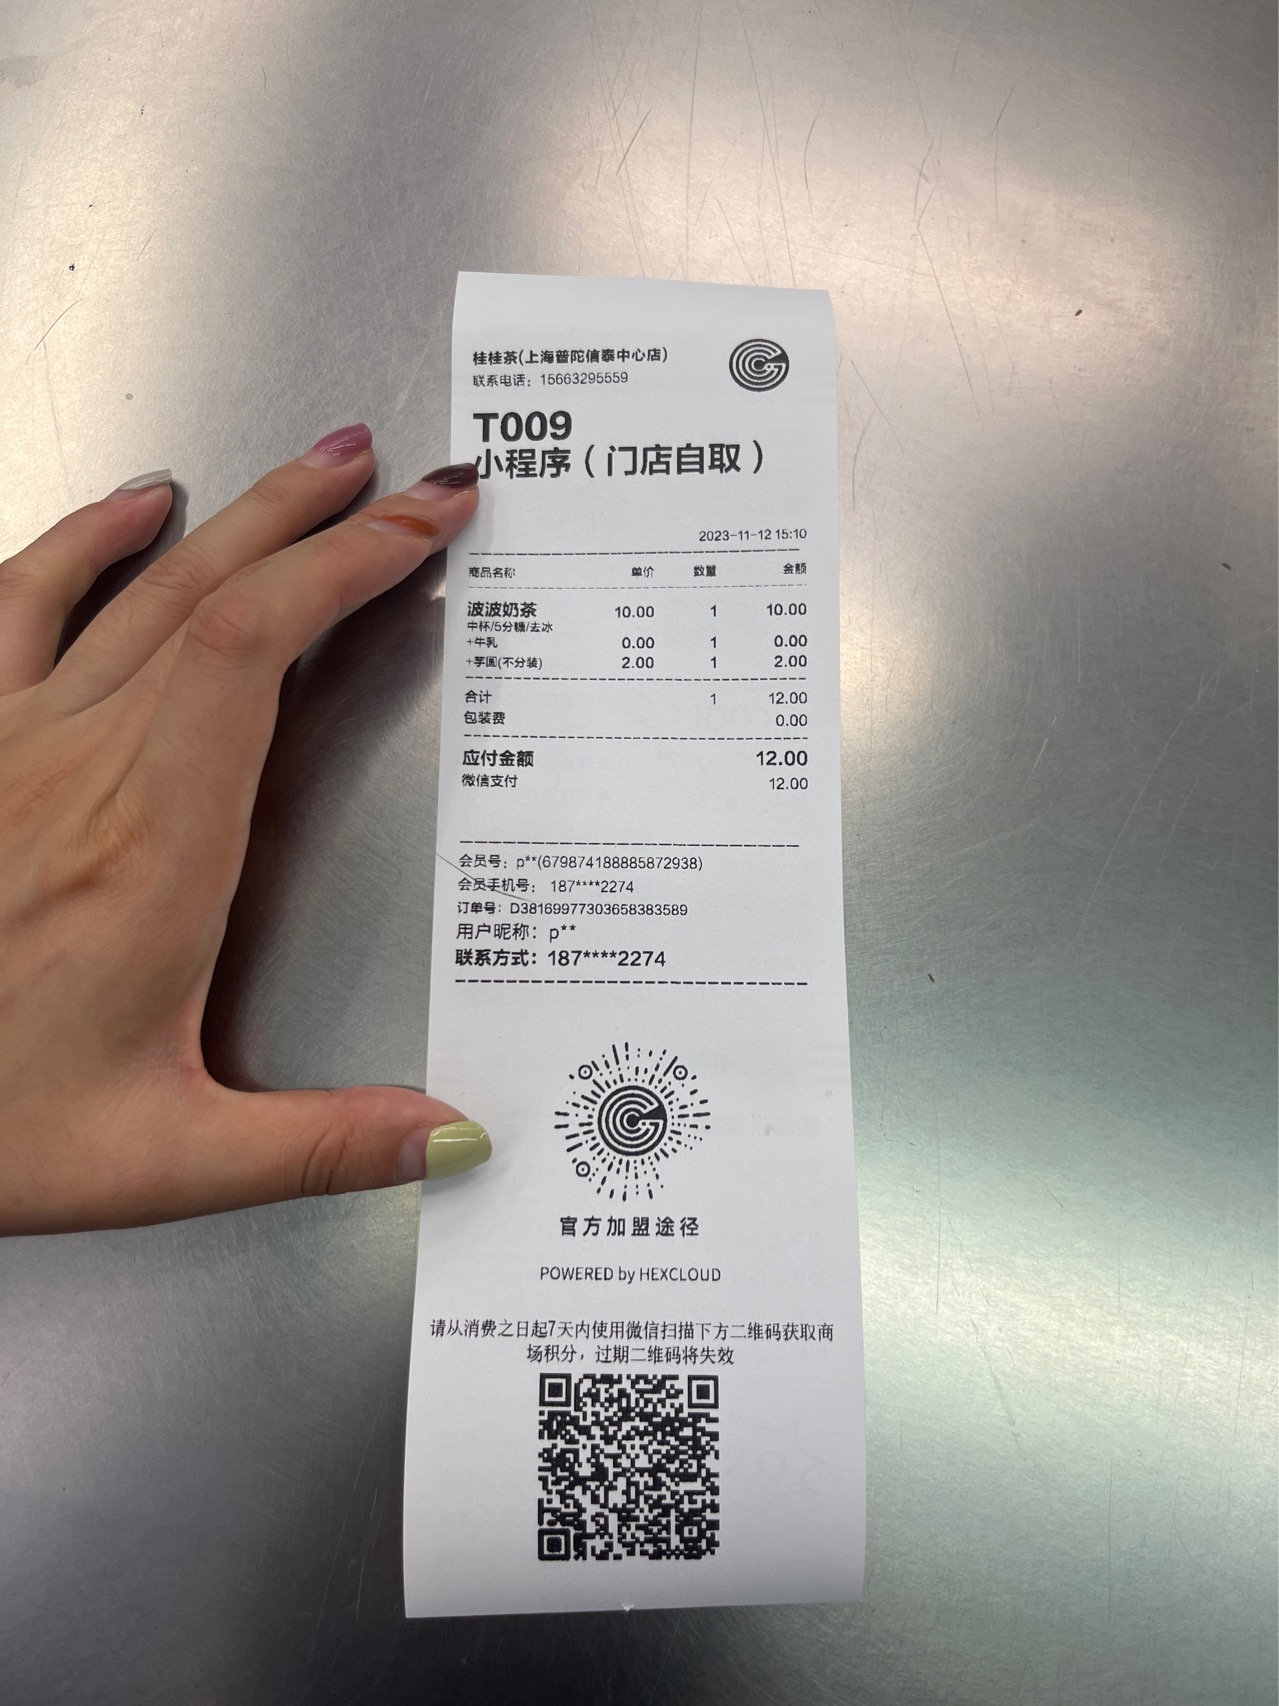 桂桂茶(上海普陀信泰中心店)
联系电话：15663295559
T009
小程序（门店自取）
2023-11-12 15:10
商品名称 单价 数量 金额
波波奶茶 10.00 1 10.00
中杯/5分糖/去冰
+牛乳 0.00 1 0.00
+芋圆(不分装) 2.00 1 2.00
合计 1 12.00
包装费 0.00
应付金额 12.00
微信支付 12.00
会员号：p**(679874188885872938)
会员手机号： 187****2274
订单号：D38169977303658383589
用户昵称：p**
联系方式：187****2274
官方加盟途径
POWERED by HEXCLOUD
请从消费之日起7天内使用微信扫描下方二维码获取商
场积分，过期二维码将失效